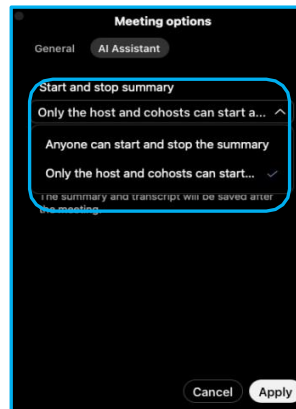 Meeting options
General AI Assistant
Start and stop summary
Only the host and cohosts can start a...
Anyone can start and stop the summary
Only the host and cohosts can start...
The summary and transcript will be saved after
the meeting.
Cancel Apply